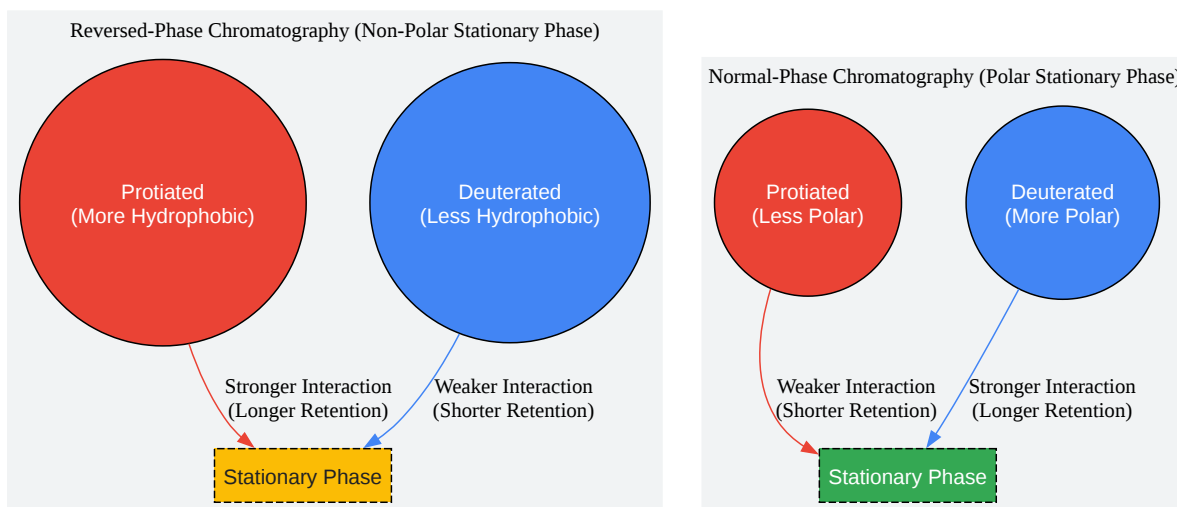 Reversed-Phase Chromatography (Non-Polar Stationary Phase)
Protiated
(More Hydrophobic)
Deuterated
(Less Hydrophobic)
Stronger Interaction
(Longer Retention)
Weaker Interaction
(Shorter Retention)
Stationary Phase
Normal-Phase Chromatography (Polar Stationary Phase)
Protiated
(Less Polar)
Deuterated
(More Polar)
Weaker Interaction
(Shorter Retention)
Stronger Interaction
(Longer Retention)
Stationary Phase